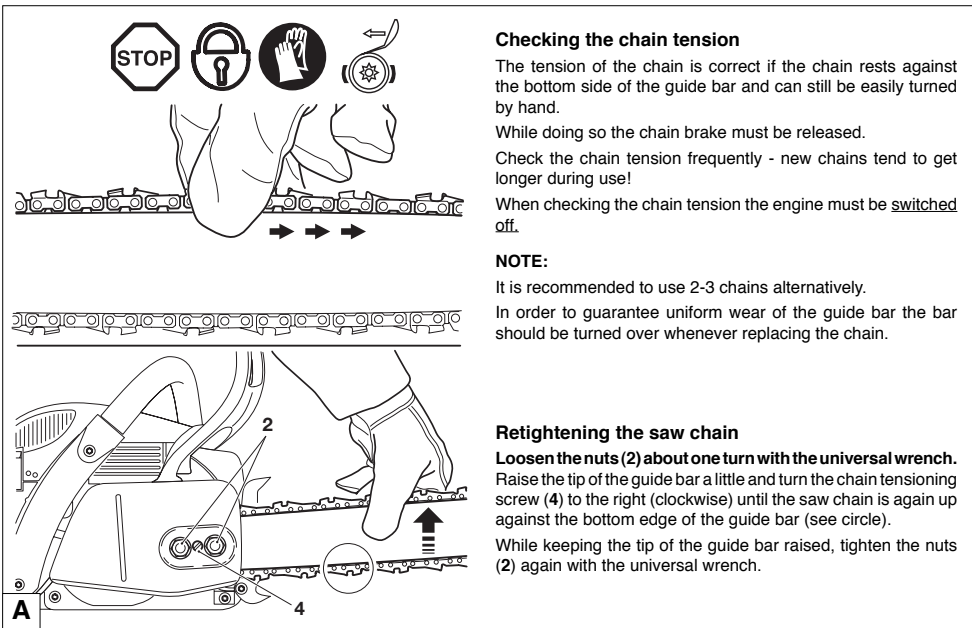 STOP
Checking the chain tension
The tension of the chain is correct if the chain rests against
the bottom side of the guide bar and can still be easily turned
by hand.
While doing so the chain brake must be released.
Check the chain tension frequently - new chains tend to get
longer during use!
When checking the chain tension the engine must be switched
off.
NOTE:
It is recommended to use 2-3 chains alternatively.
In order to guarantee uniform wear of the guide bar the bar
should be turned over whenever replacing the chain.
2
4
A
Retightening the saw chain
Loosen the nuts (2) about one turn with the universal wrench.
Raise the tip of the guide bar a little and turn the chain tensioning
screw (4) to the right (clockwise) until the saw chain is again up
against the bottom edge of the guide bar (see circle).
While keeping the tip of the guide bar raised, tighten the nuts
(2) again with the universal wrench.